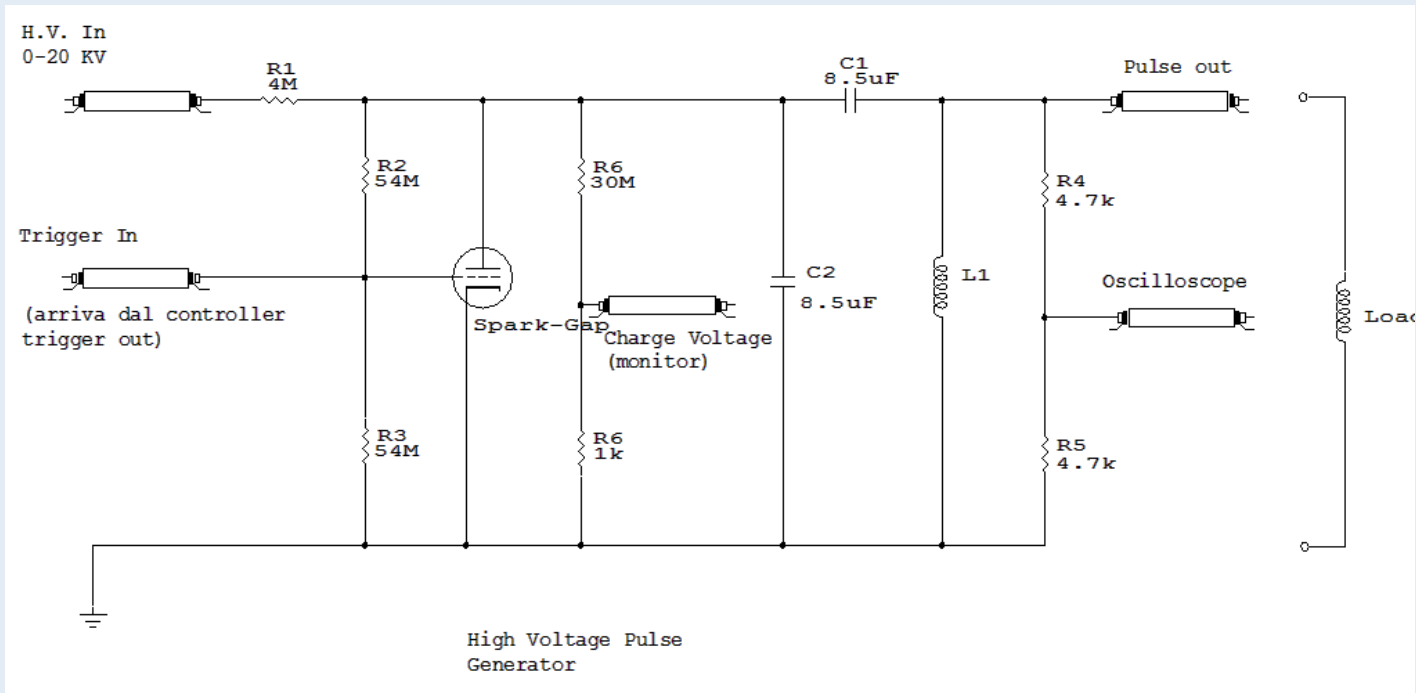 H.V. In
0-20 KV
R1
4M
C1
8.5uF
Pulse out
R2
54M
R6
30M
R4
4.7k
Trigger In
(arriva dal controller
trigger out)
Spark-Gap
Charge Voltage
(monitor)
C2
8.5uF
L1
Oscilloscope
Load
R3
54M
R6
1k
R5
4.7k
High Voltage Pulse
Generator